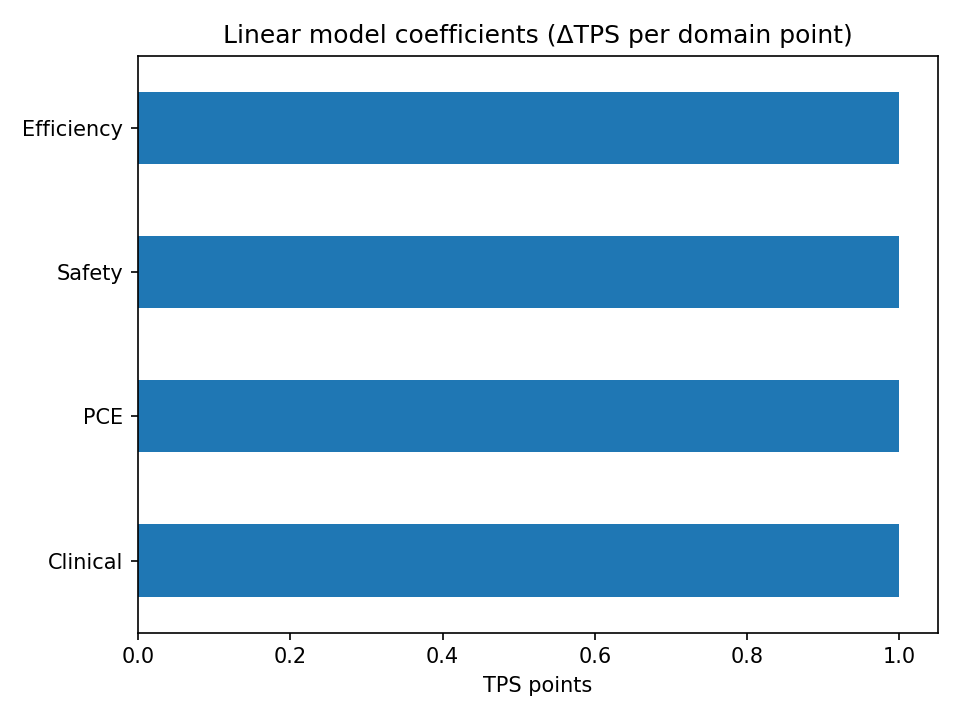 Linear model coefficients (ΔTPS per domain point)
Efficiency
Safety
PCE
Clinical
0.0 0.2 0.4 0.6 0.8 1.0
TPS points